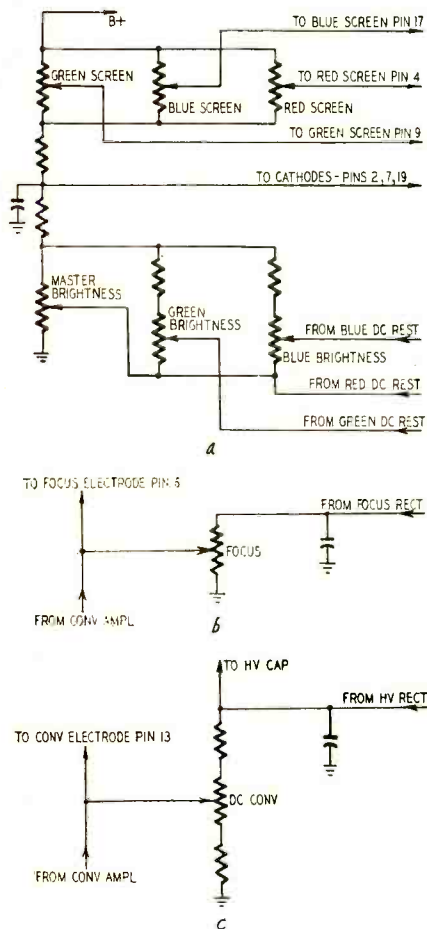 B+
TO BLUE SCREEN PIN 17
GREEN SCREEN
BLUE SCREEN
TO RED SCREEN PIN 4
RED SCREEN
TO GREEN SCREEN PIN 9
TO CATHODES - PINS 2, 7, 19
MASTER
BRIGHTNESS
GREEN
BRIGHTNESS
FROM BLUE DC REST
BLUE BRIGHTNESS
FROM RED DC REST
FROM GREEN DC REST
a
TO FOCUS ELECTRODE PIN 6
FROM FOCUS RECT
FOCUS
FROM CONV AMPL
b
TO HV CAP
FROM HV RECT
TO CONV ELECTRODE PIN 13
DC CONV
FROM CONV AMPL
c